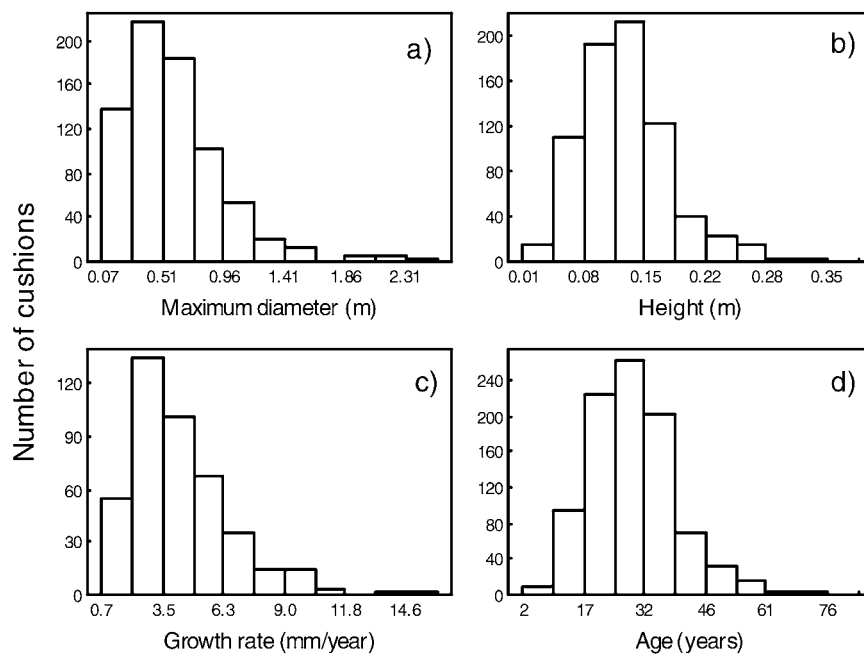 Number of cushions
a)
200
160
120
80
40
0
0.07 0.51 0.96 1.41 1.86 2.31
Maximum diameter (m)
b)
200
160
120
80
40
0
0.01 0.08 0.15 0.22 0.28 0.35
Height (m)
c)
120
90
60
30
0
0.7 3.5 6.3 9.0 11.8 14.6
Growth rate (mm/year)
d)
240
200
160
120
80
40
0
2 17 32 46 61 76
Age (years)